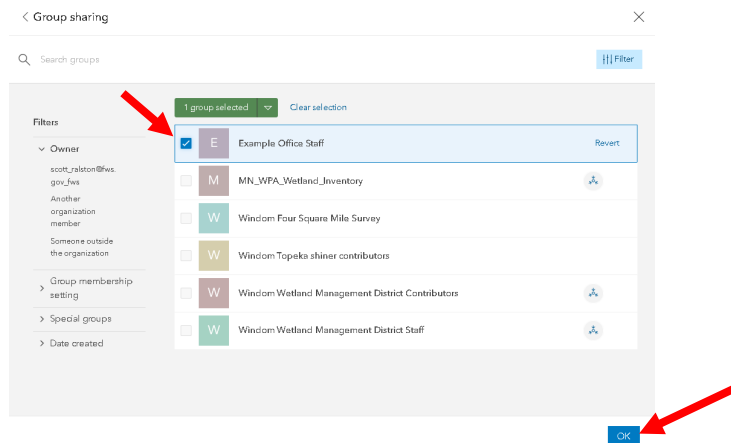 Group sharing
Search groups
Filter
1 group selected
Clear selection
Filters
Owner
scott_ralston@fws.
gov_fws
Another
organization
member
Someone outside
the organization
Group membership
setting
Special groups
Date created
E
Example Office Staff
Revert
M
MN_WPA_Wetland_Inventory
W
Windom Four Square Mile Survey
W
Windom Topeka shiner contributors
W
Windom Wetland Management District Contributors
W
Windom Wetland Management District Staff
OK